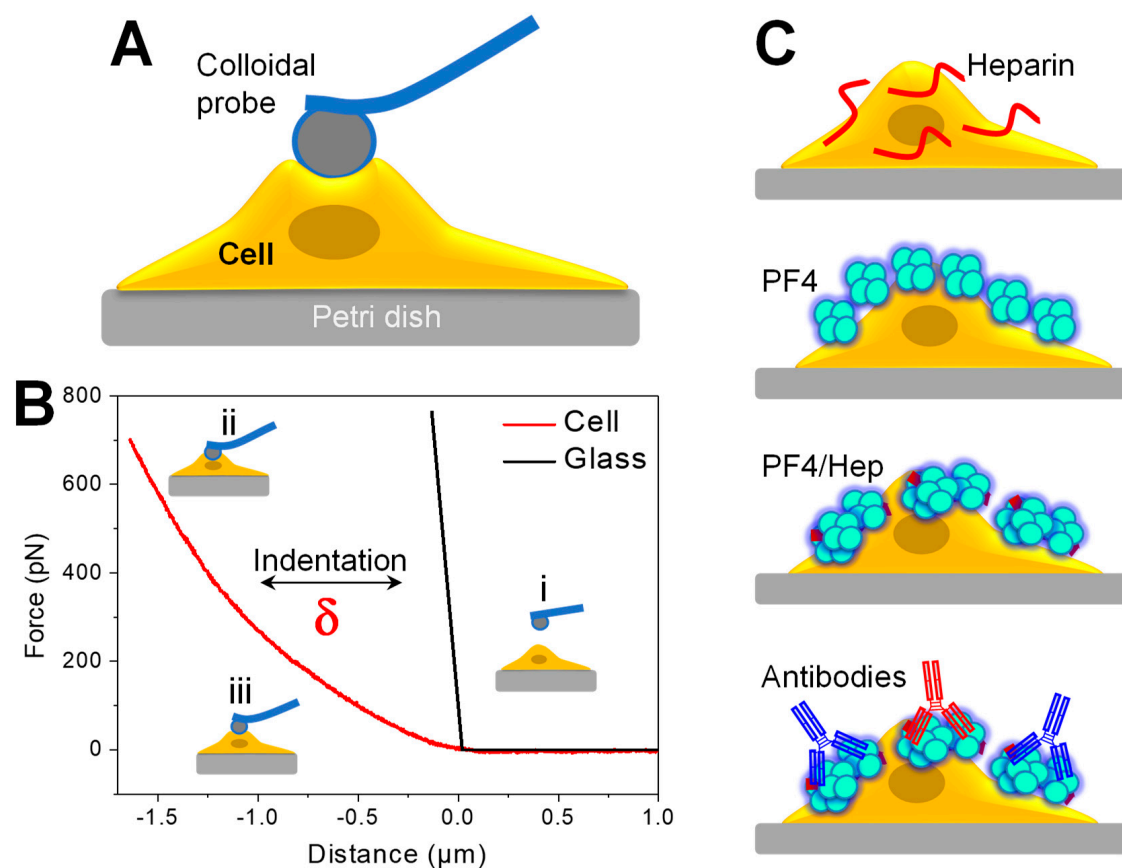 A
Colloidal
probe
Cell
Petri dish
B
800
600
400
200
0
Force (pN)
ii
Cell
Glass
Indentation
δ
i
iii
-1.5
-1.0
-0.5
0.0
0.5
1.0
Distance (µm)
C
Heparin
PF4
PF4/Hep
Antibodies